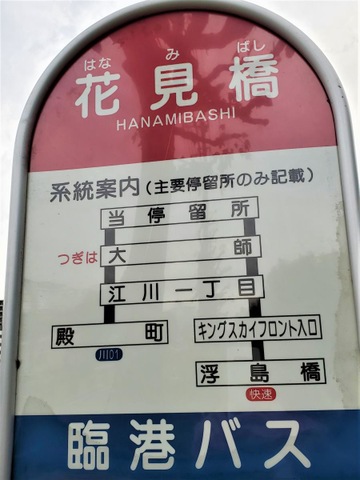 はな み ばし
花見橋
HANAMIBASHI
系統案内(主要停留所のみ記載)
当停留所
つぎは 大師
江川一丁目
殿町 キングスカイフロント入口
川01 浮島橋
快速
臨港バス